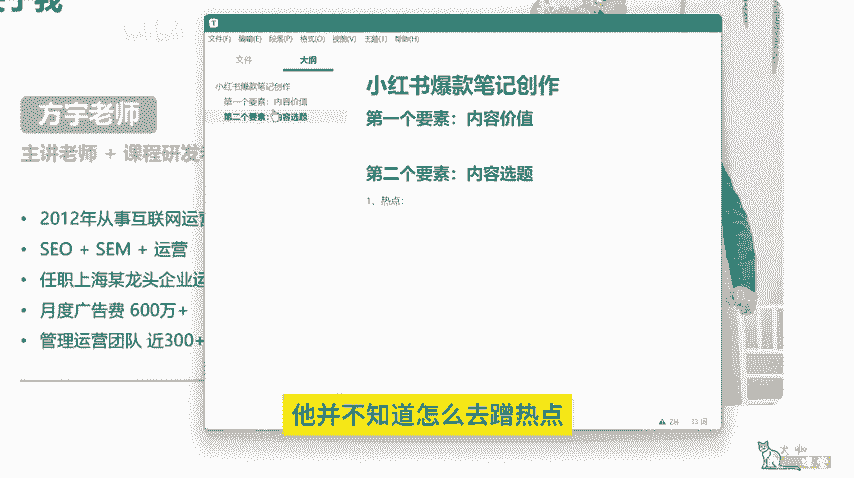 文件(F) 编辑(E) 段落(P) 格式(O) 视图(V) 主题(T) 帮助(H)
文件 大纲
小红书爆款笔记创作
第一个要素：内容价值
第二个要素：内容选题
小红书爆款笔记创作
第一个要素：内容价值
第二个要素：内容选题
1、热点：
方宇老师
主讲老师 + 课程研发
• 2012年从事互联网运营
• SEO + SEM + 运营
• 任职上海某龙头企业运
• 月度广告费 600万+
• 管理运营团队 近300+
他并不知道怎么去蹭热点
33 词